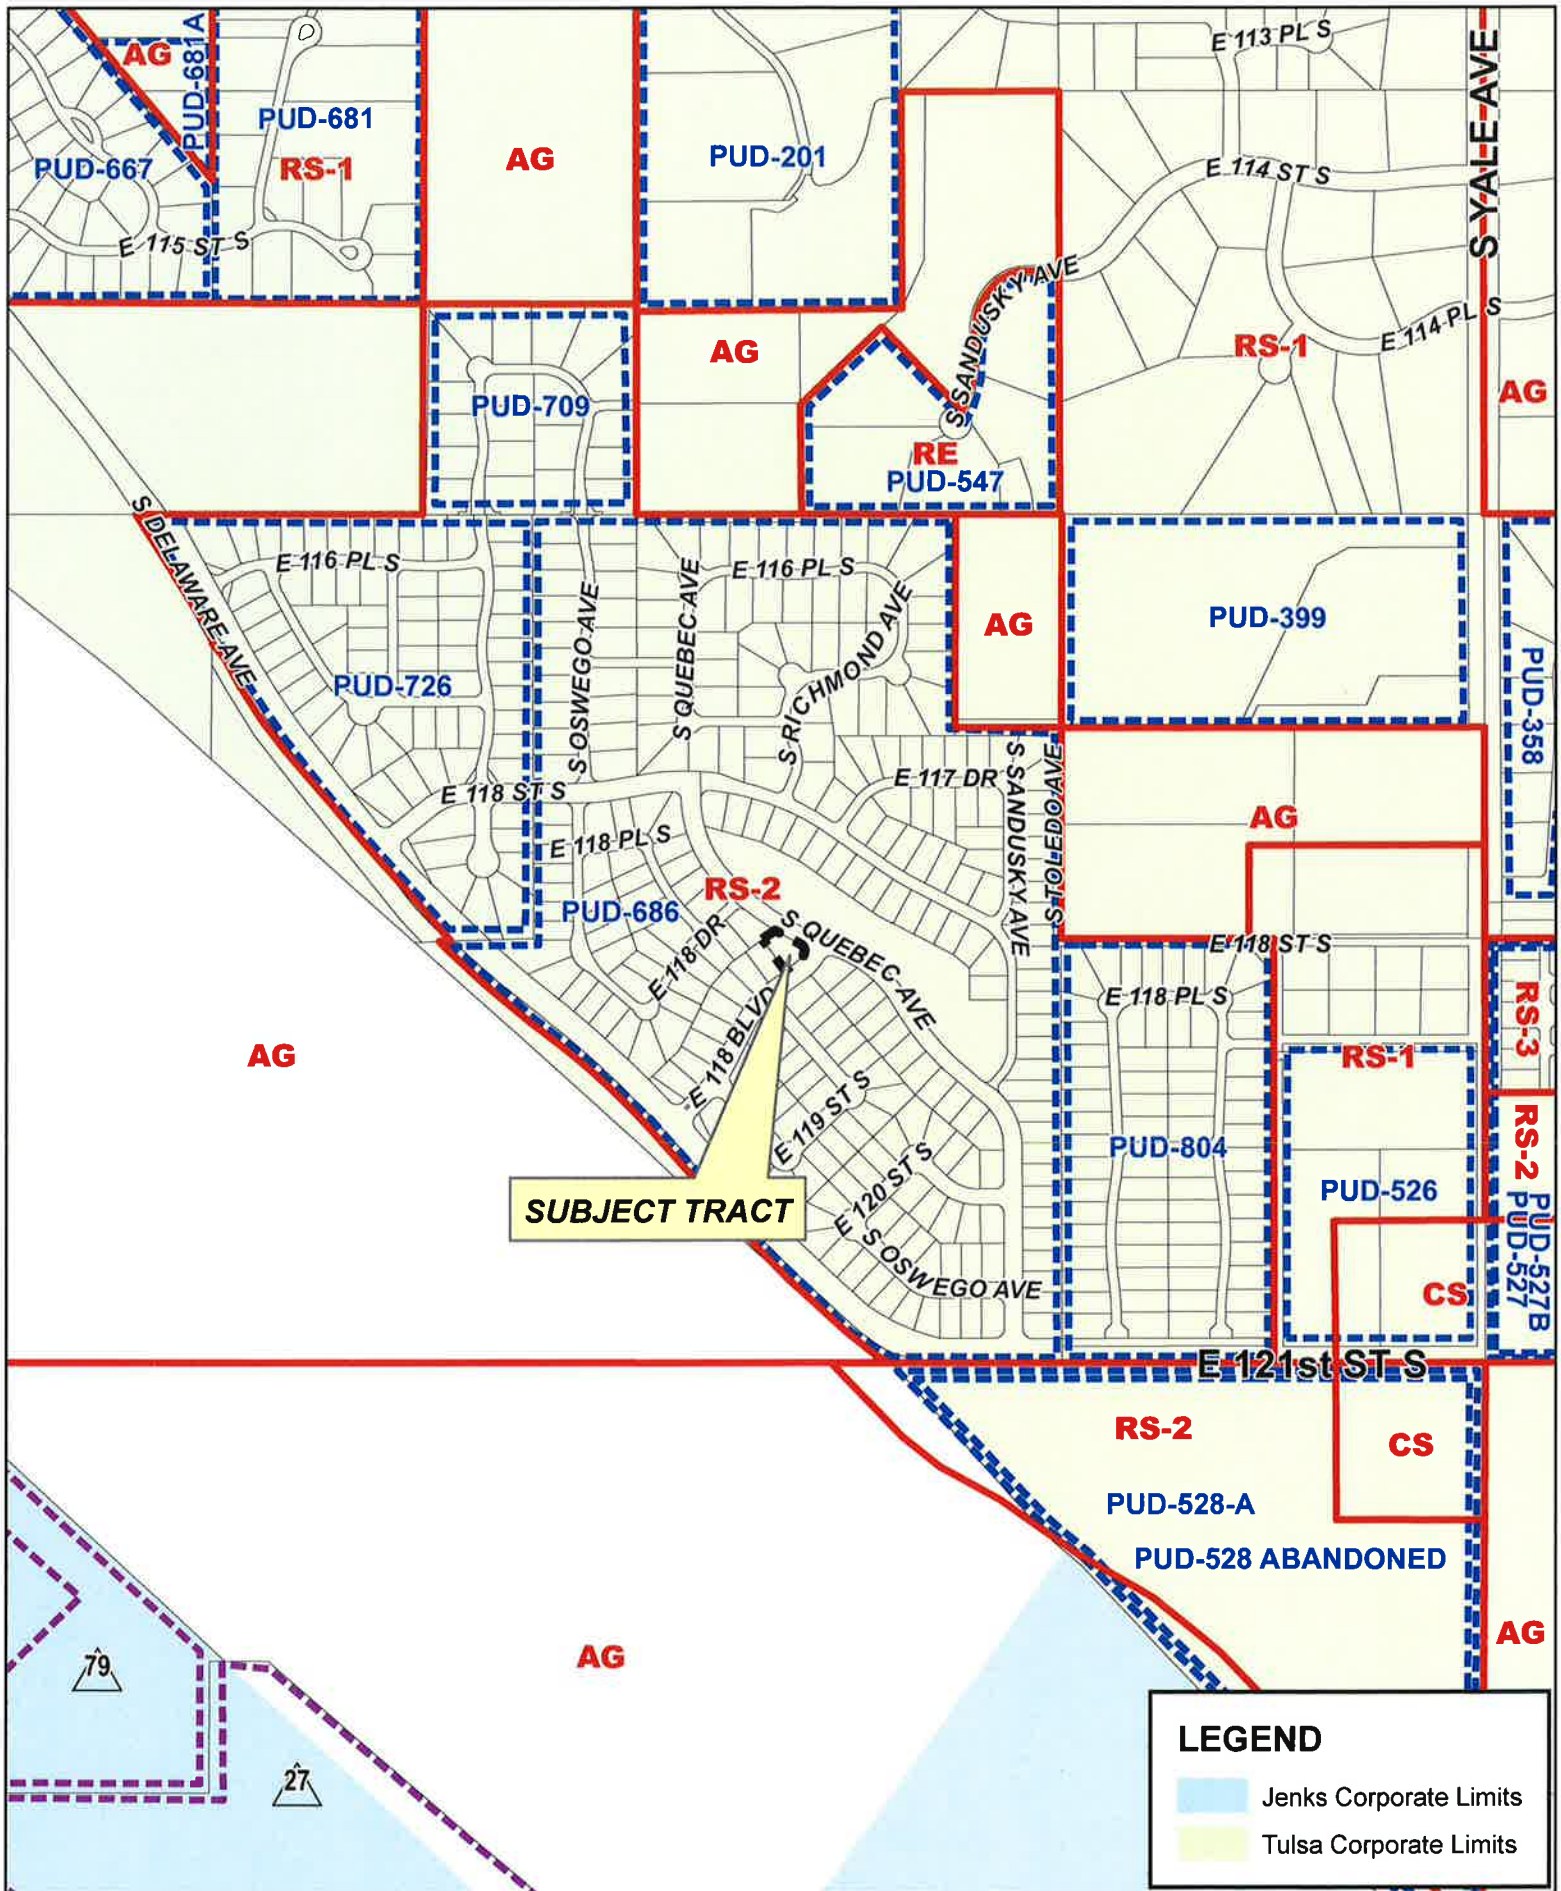 E 113 PL S
S YALE AVE
AG
PUD-681A
PUD-681
PUD-667
RS-1
AG
PUD-201
E 114 ST S
E 115 ST S
S SANDUSKY AVE
E 114 PL S
AG
RS-1
AG
PUD-709
RE
PUD-547
S DELAWARE AVE
E 116 PL S
E 116 PL S
S OSWEGO AVE
S QUEBEC AVE
S RICHMOND AVE
AG
PUD-399
PUD-358
PUD-726
E 118 ST S
E 117 DR
S SANDUSKY AVE
S TOLEDO AVE
AG
E 118 PL S
RS-2
PUD-686
E 118 DR
S QUEBEC AVE
E 118 ST S
E 118 PL S
RS-3
AG
E 118 BLVD
RS-1
E 119 ST S
PUD-804
RS-2
E 120 ST S
PUD-526
SUBJECT TRACT
PUD-527B
PUD-527
S OSWEGO AVE
CS
E 121st ST S
RS-2
CS
PUD-528-A
PUD-528 ABANDONED
AG
AG
79
27
LEGEND
Jenks Corporate Limits
Tulsa Corporate Limits